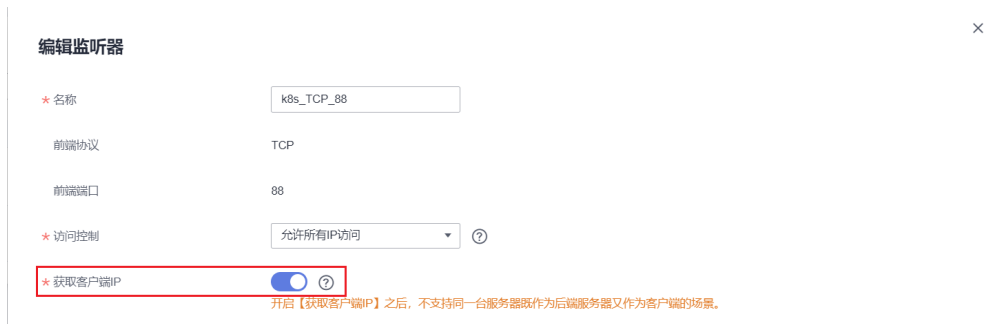 编辑监听器
* 名称 k8s_TCP_88
前端协议 TCP
前端端口 88
* 访问控制 允许所有IP访问
* 获取客户端IP
开启【获取客户端IP】之后，不支持同一台服务器既作为后端服务器又作为客户端的场景。